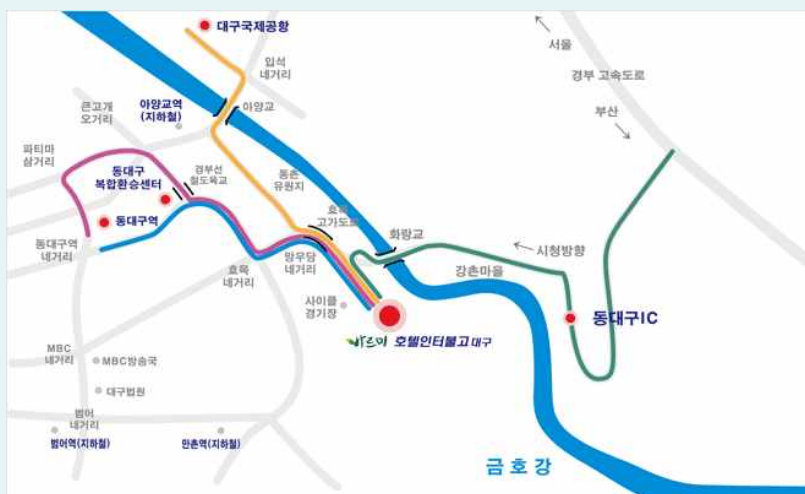 대구국제공항
입석
네거리
서울
경부 고속도로
부산
큰고개
오거리
아양교역
(지하철)
아양교
파티마
삼거리
동대구
복합환승센터
경부선
철도육교
동촌
유원지
동대구역
효목
고가도로
화랑교
시청방향
동대구역
네거리
효목
네거리
망우당
네거리
강촌마을
사이클
경기장
동대구IC
바르미 호텔인터불고대구
MBC
네거리
MBC방송국
대구법원
범어
네거리
범어역(지하철)
만촌역(지하철)
금호강